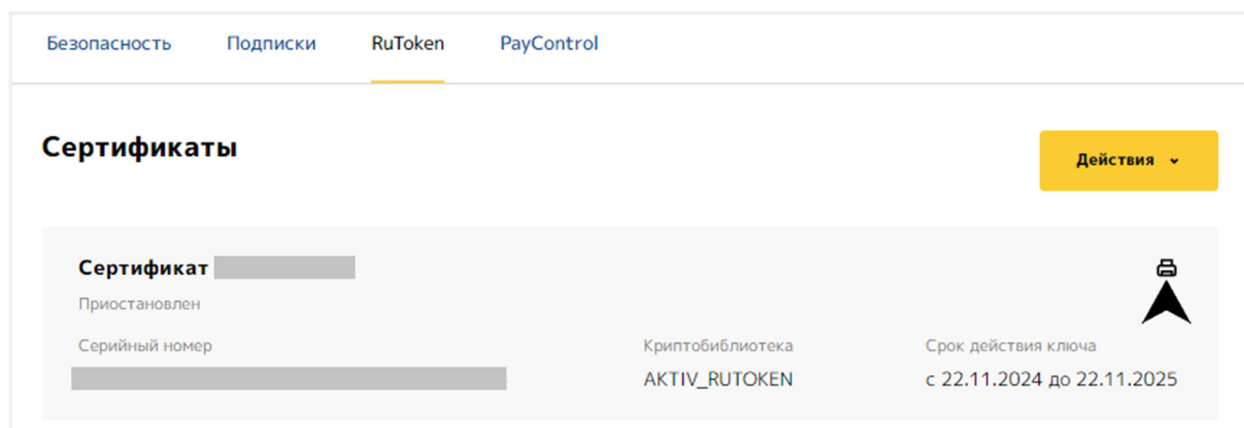 Безопасность Подписки RuToken PayControl
Сертификаты
Действия
Сертификат
Приостановлен
Серийный номер Криптобиблиотека Срок действия ключа
AKTIV_RUTOKEN с 22.11.2024 до 22.11.2025